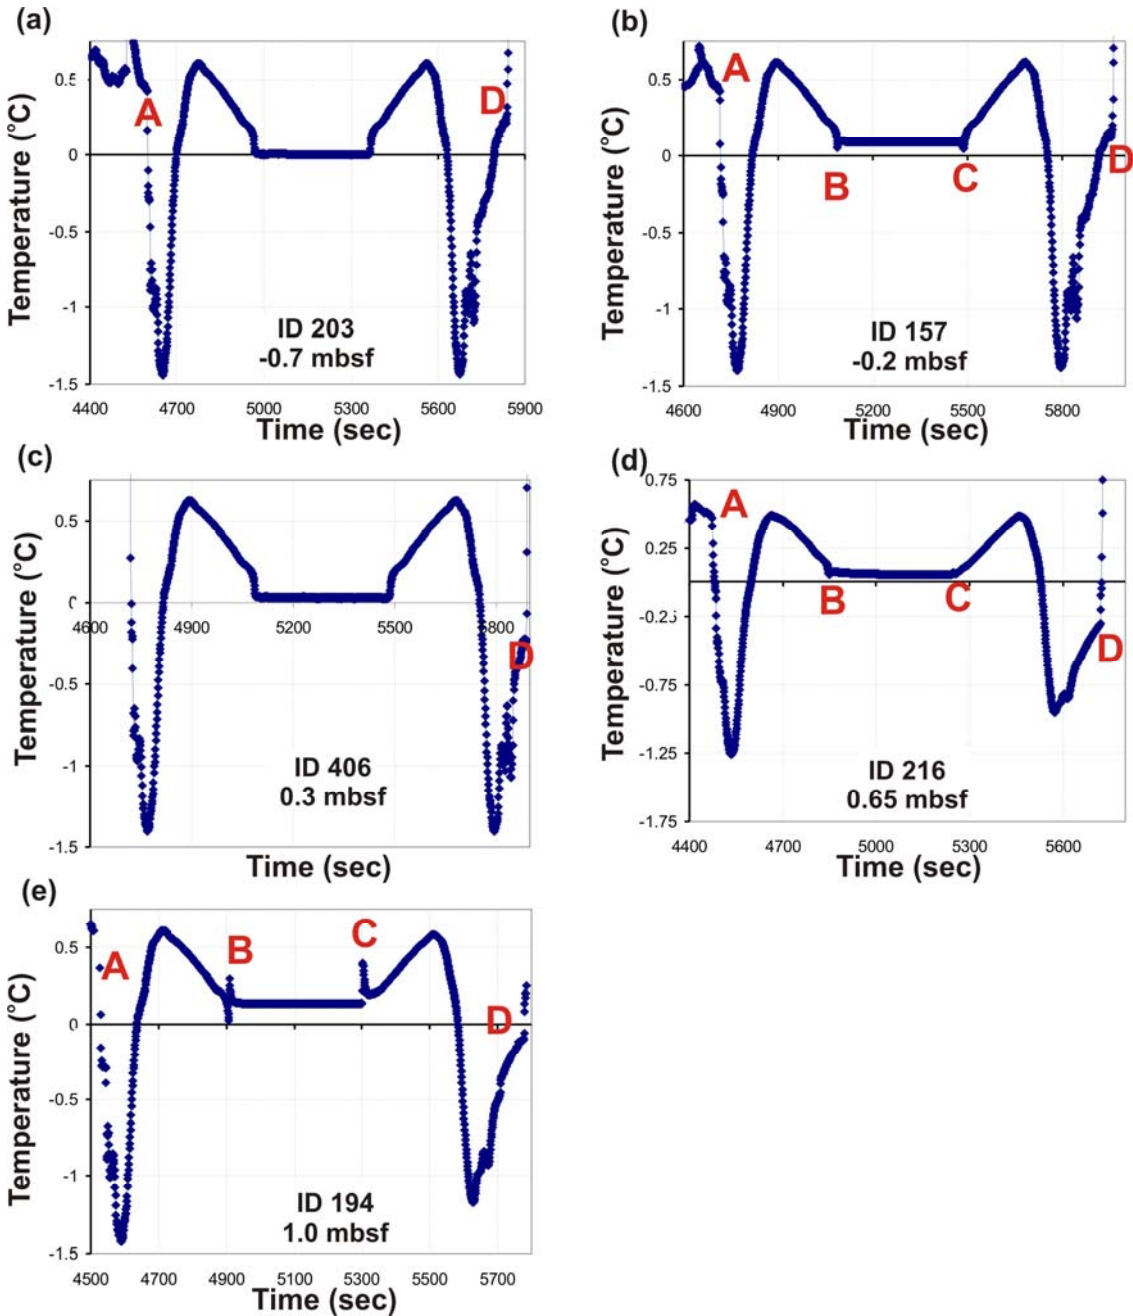 (a)
Temperature (°C)
0.5
0
-0.5
-1
-1.5
A
D
ID 203
-0.7 mbsf
4400 4700 5000 5300 5600 5900
Time (sec)
(b)
Temperature (°C)
0.5
0
-0.5
-1
-1.5
A
B
C
D
ID 157
-0.2 mbsf
4600 4900 5200 5500 5800
Time (sec)
(c)
Temperature (°C)
0.5
0
4600 4900 5200 5500 5800
-0.5
-1
-1.5
D
ID 406
0.3 mbsf
Time (sec)
(d)
Temperature (°C)
0.75
0.25
-0.25
-0.75
-1.25
-1.75
A
B
C
D
ID 216
0.65 mbsf
4400 4700 5000 5300 5600
Time (sec)
(e)
Temperature (°C)
0.5
0
-0.5
-1
-1.5
A
B
C
D
ID 194
1.0 mbsf
4500 4700 4900 5100 5300 5500 5700
Time (sec)